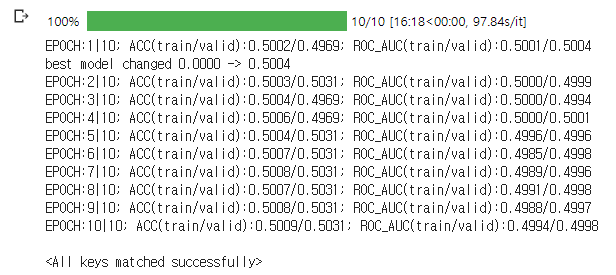 100% 10/10 [16:18<00:00, 97.84s/it]
EPOCH:1|10; ACC(train/valid):0.5002/0.4969; ROC_AUC(train/valid):0.5001/0.5004
best model changed 0.0000 -> 0.5004
EPOCH:2|10; ACC(train/valid):0.5003/0.5031; ROC_AUC(train/valid):0.5000/0.4999
EPOCH:3|10; ACC(train/valid):0.5004/0.4969; ROC_AUC(train/valid):0.5000/0.4994
EPOCH:4|10; ACC(train/valid):0.5006/0.4969; ROC_AUC(train/valid):0.5000/0.5001
EPOCH:5|10; ACC(train/valid):0.5004/0.5031; ROC_AUC(train/valid):0.4996/0.4996
EPOCH:6|10; ACC(train/valid):0.5007/0.5031; ROC_AUC(train/valid):0.4985/0.4998
EPOCH:7|10; ACC(train/valid):0.5008/0.5031; ROC_AUC(train/valid):0.4989/0.4996
EPOCH:8|10; ACC(train/valid):0.5007/0.5031; ROC_AUC(train/valid):0.4991/0.4998
EPOCH:9|10; ACC(train/valid):0.5008/0.5031; ROC_AUC(train/valid):0.4988/0.4997
EPOCH:10|10; ACC(train/valid):0.5009/0.5031; ROC_AUC(train/valid):0.4994/0.4998
<All keys matched successfully>